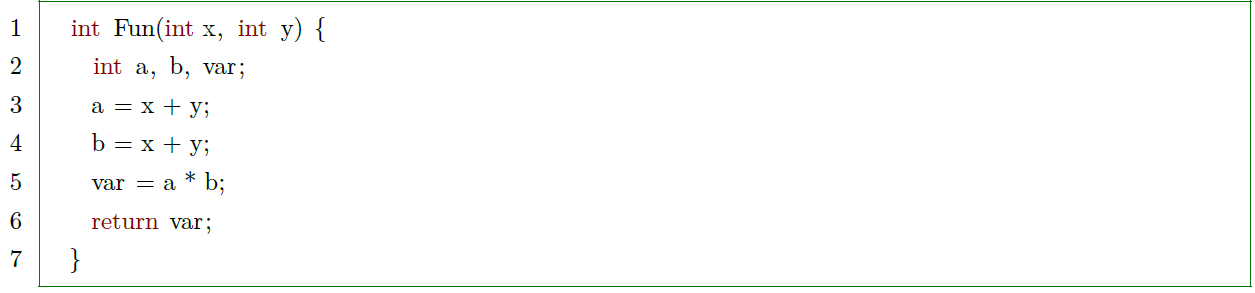 1 int Fun(int x, int y) {
2 int a, b, var;
3 a = x + y;
4 b = x + y;
5 var = a * b;
6 return var;
7 }